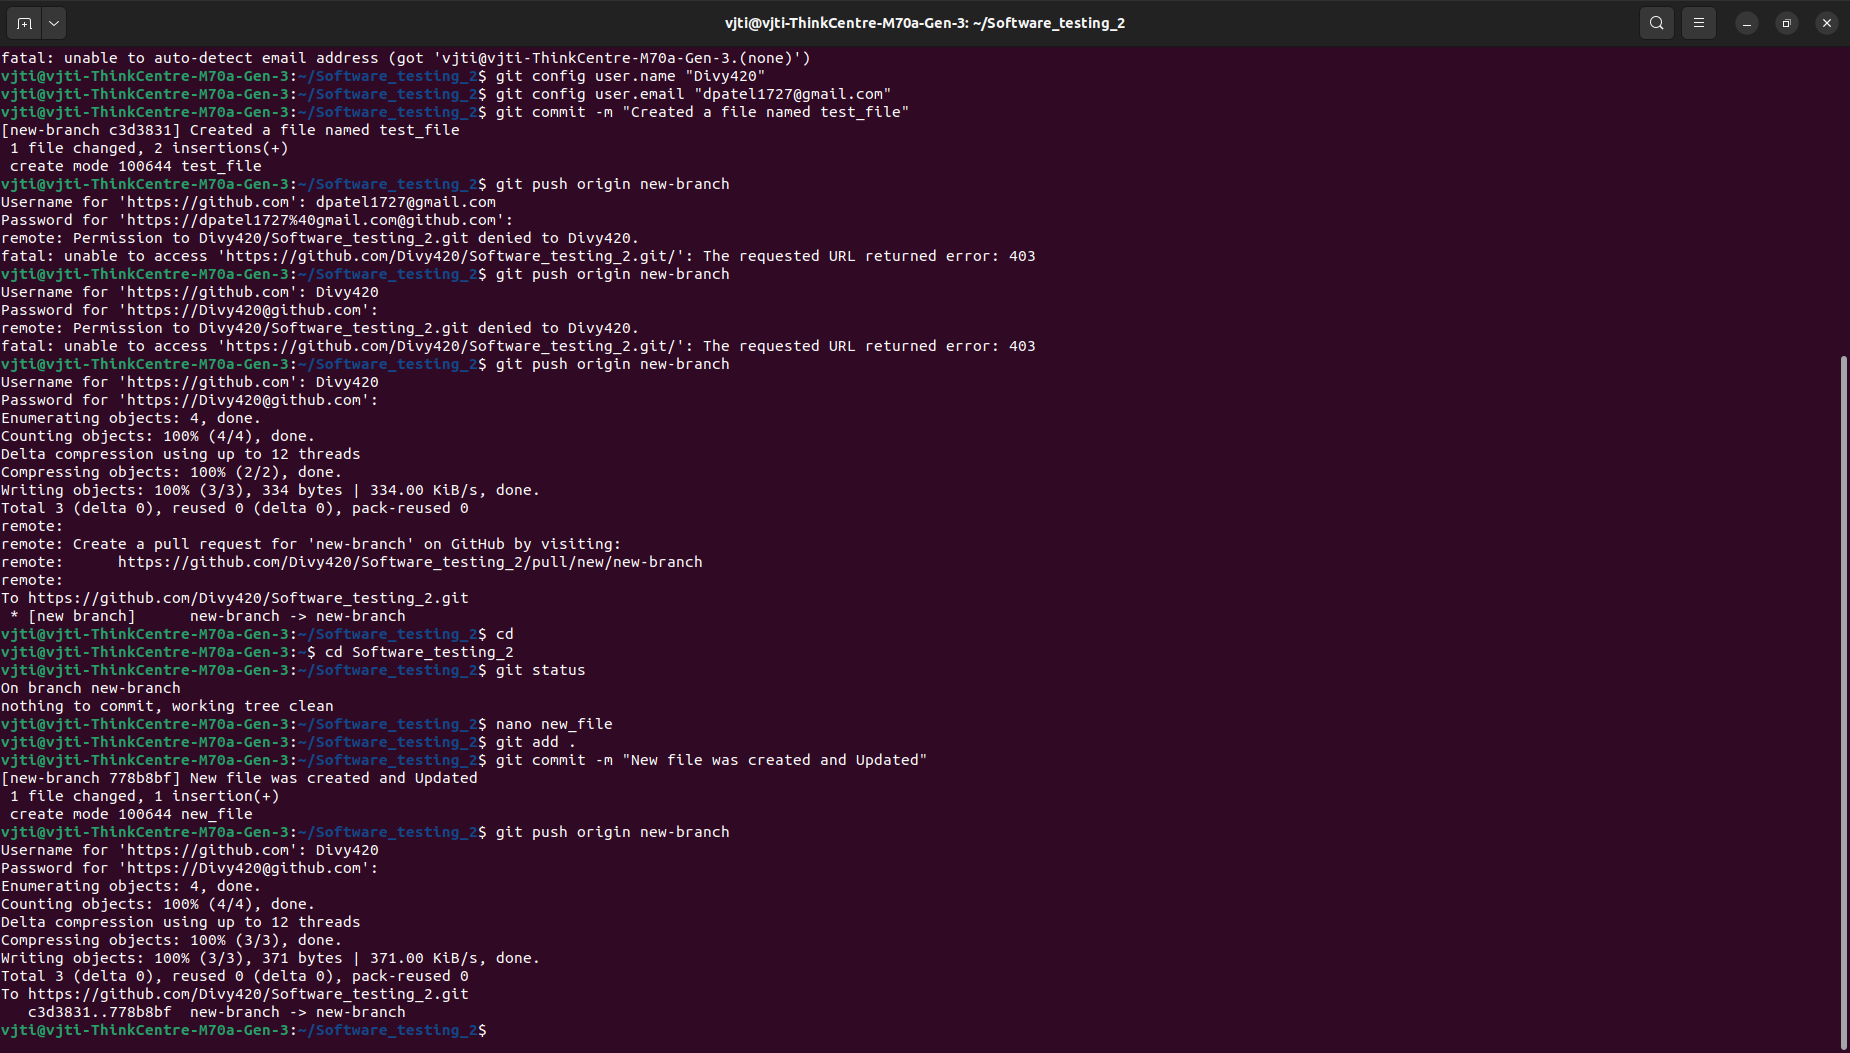 vjti@vjti-ThinkCentre-M70a-Gen-3: ~/Software_testing_2
fatal: unable to auto-detect email address (got 'vjti@vjti-ThinkCentre-M70a-Gen-3.(none)')
vjti@vjti-ThinkCentre-M70a-Gen-3:~/Software_testing_2$ git config user.name "Divy420"
vjti@vjti-ThinkCentre-M70a-Gen-3:~/Software_testing_2$ git config user.email "dpatel1727@gmail.com"
vjti@vjti-ThinkCentre-M70a-Gen-3:~/Software_testing_2$ git commit -m "Created a file named test_file"
[new-branch c3d3831] Created a file named test_file
 1 file changed, 2 insertions(+)
 create mode 100644 test_file
vjti@vjti-ThinkCentre-M70a-Gen-3:~/Software_testing_2$ git push origin new-branch
Username for 'https://github.com': dpatel1727@gmail.com
Password for 'https://dpatel1727%40gmail.com@github.com':
remote: Permission to Divy420/Software_testing_2.git denied to Divy420.
fatal: unable to access 'https://github.com/Divy420/Software_testing_2.git/': The requested URL returned error: 403
vjti@vjti-ThinkCentre-M70a-Gen-3:~/Software_testing_2$ git push origin new-branch
Username for 'https://github.com': Divy420
Password for 'https://Divy420@github.com':
remote: Permission to Divy420/Software_testing_2.git denied to Divy420.
fatal: unable to access 'https://github.com/Divy420/Software_testing_2.git/': The requested URL returned error: 403
vjti@vjti-ThinkCentre-M70a-Gen-3:~/Software_testing_2$ git push origin new-branch
Username for 'https://github.com': Divy420
Password for 'https://Divy420@github.com':
Enumerating objects: 4, done.
Counting objects: 100% (4/4), done.
Delta compression using up to 12 threads
Compressing objects: 100% (2/2), done.
Writing objects: 100% (3/3), 334 bytes | 334.00 KiB/s, done.
Total 3 (delta 0), reused 0 (delta 0), pack-reused 0
remote:
remote: Create a pull request for 'new-branch' on GitHub by visiting:
remote:      https://github.com/Divy420/Software_testing_2/pull/new/new-branch
remote:
To https://github.com/Divy420/Software_testing_2.git
 * [new branch]      new-branch -> new-branch
vjti@vjti-ThinkCentre-M70a-Gen-3:~/Software_testing_2$ cd
vjti@vjti-ThinkCentre-M70a-Gen-3:~$ cd Software_testing_2
vjti@vjti-ThinkCentre-M70a-Gen-3:~/Software_testing_2$ git status
On branch new-branch
nothing to commit, working tree clean
vjti@vjti-ThinkCentre-M70a-Gen-3:~/Software_testing_2$ nano new_file
vjti@vjti-ThinkCentre-M70a-Gen-3:~/Software_testing_2$ git add .
vjti@vjti-ThinkCentre-M70a-Gen-3:~/Software_testing_2$ git commit -m "New file was created and Updated"
[new-branch 778b8bf] New file was created and Updated
 1 file changed, 1 insertion(+)
 create mode 100644 new_file
vjti@vjti-ThinkCentre-M70a-Gen-3:~/Software_testing_2$ git push origin new-branch
Username for 'https://github.com': Divy420
Password for 'https://Divy420@github.com':
Enumerating objects: 4, done.
Counting objects: 100% (4/4), done.
Delta compression using up to 12 threads
Compressing objects: 100% (3/3), done.
Writing objects: 100% (3/3), 371 bytes | 371.00 KiB/s, done.
Total 3 (delta 0), reused 0 (delta 0), pack-reused 0
To https://github.com/Divy420/Software_testing_2.git
   c3d3831..778b8bf  new-branch -> new-branch
vjti@vjti-ThinkCentre-M70a-Gen-3:~/Software_testing_2$